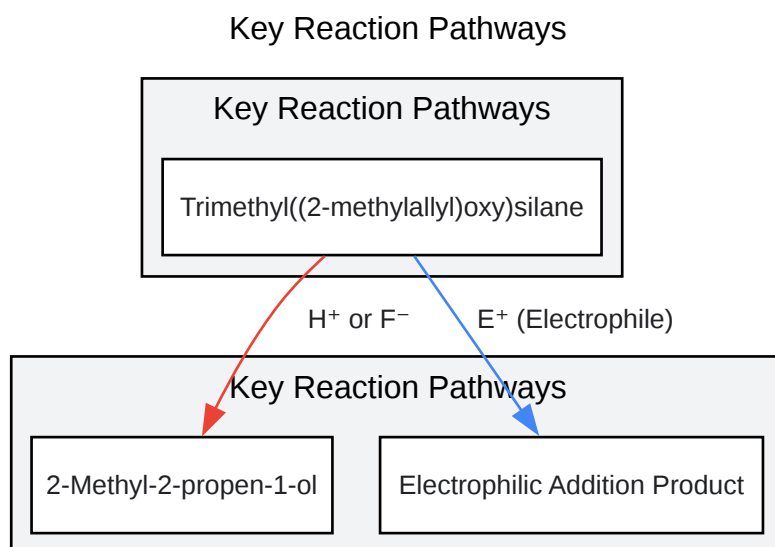 Key Reaction Pathways
Key Reaction Pathways
Trimethyl((2-methylallyl)oxy)silane
H⁺ or F⁻
E⁺ (Electrophile)
Key Reaction Pathways
2-Methyl-2-propen-1-ol
Electrophilic Addition Product